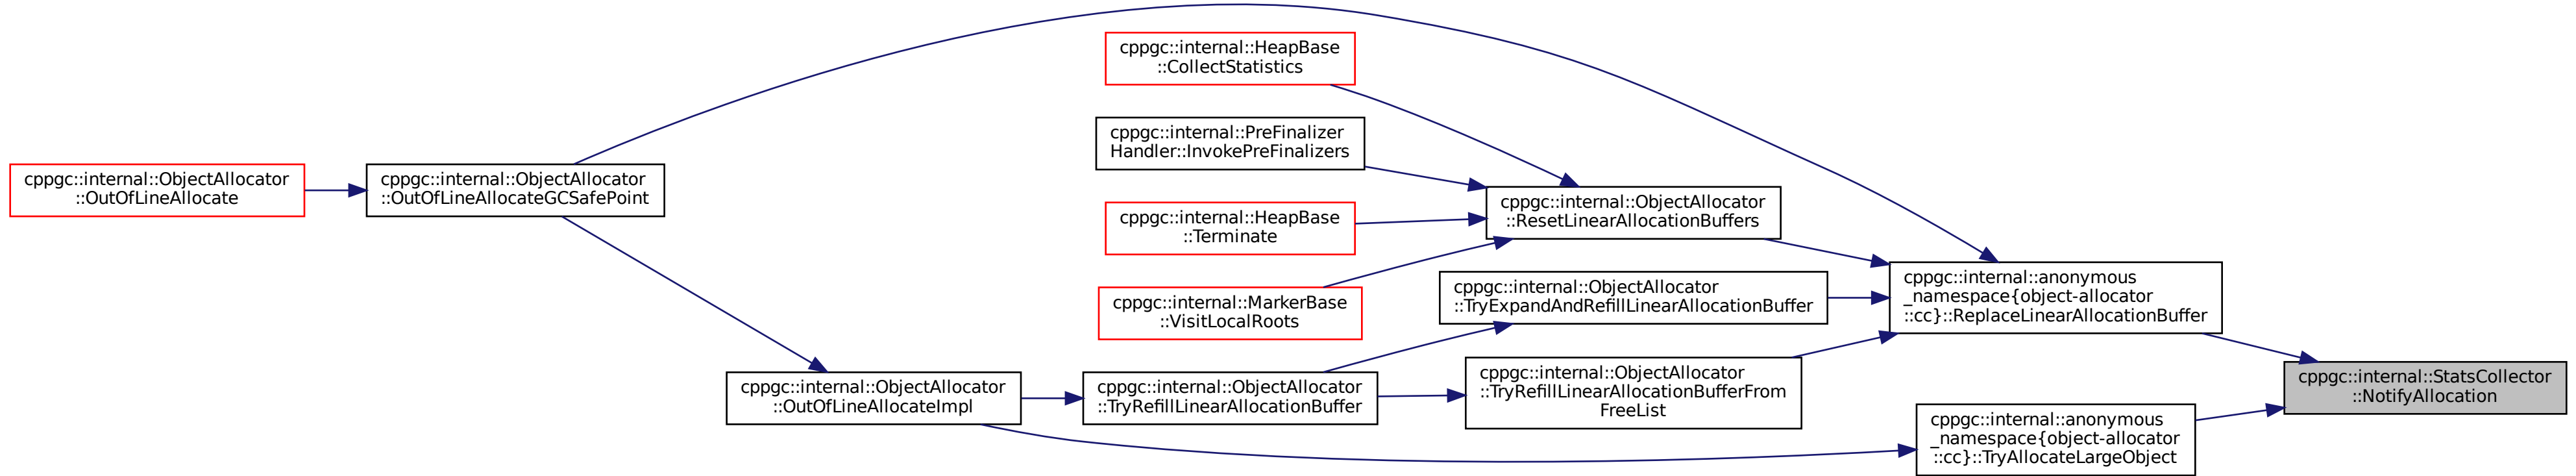 cppgc::internal::HeapBase
::CollectStatistics
cppgc::internal::PreFinalizer
Handler::InvokePreFinalizers
cppgc::internal::ObjectAllocator
::OutOfLineAllocate
cppgc::internal::ObjectAllocator
::OutOfLineAllocateGCSafePoint
cppgc::internal::ObjectAllocator
::ResetLinearAllocationBuffers
cppgc::internal::HeapBase
::Terminate
cppgc::internal::anonymous
_namespace{object-allocator
::cc}::ReplaceLinearAllocationBuffer
cppgc::internal::ObjectAllocator
::TryExpandAndRefillLinearAllocationBuffer
cppgc::internal::MarkerBase
::VisitLocalRoots
cppgc::internal::ObjectAllocator
::TryRefillLinearAllocationBufferFrom
FreeList
cppgc::internal::StatsCollector
::NotifyAllocation
cppgc::internal::ObjectAllocator
::OutOfLineAllocateImpl
cppgc::internal::ObjectAllocator
::TryRefillLinearAllocationBuffer
cppgc::internal::anonymous
_namespace{object-allocator
::cc}::TryAllocateLargeObject